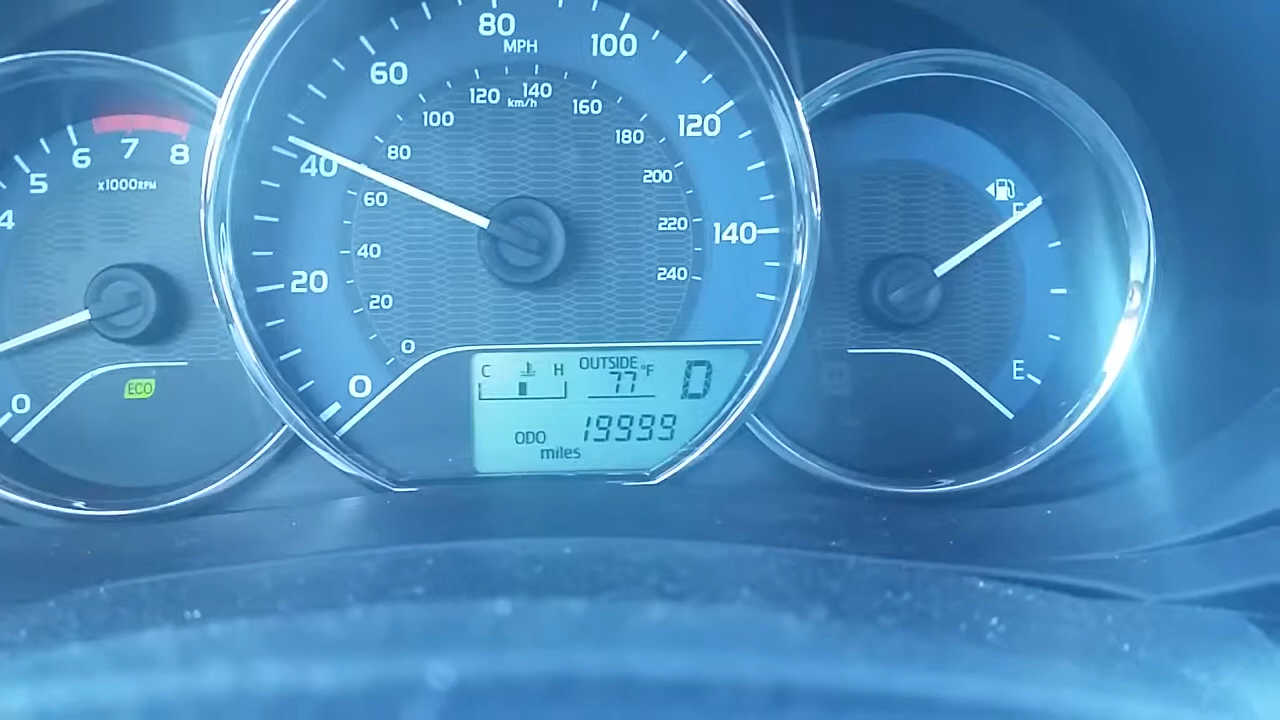 4 5 6 7 8
x1000RPM
0
ECO
0 20 40 60 80 100 120 140
MPH
0 20 40 60 80 100 120 140 160 180 200 220 240
km/h
C H OUTSIDE
77°F
D
ODO 19999
miles
F
E